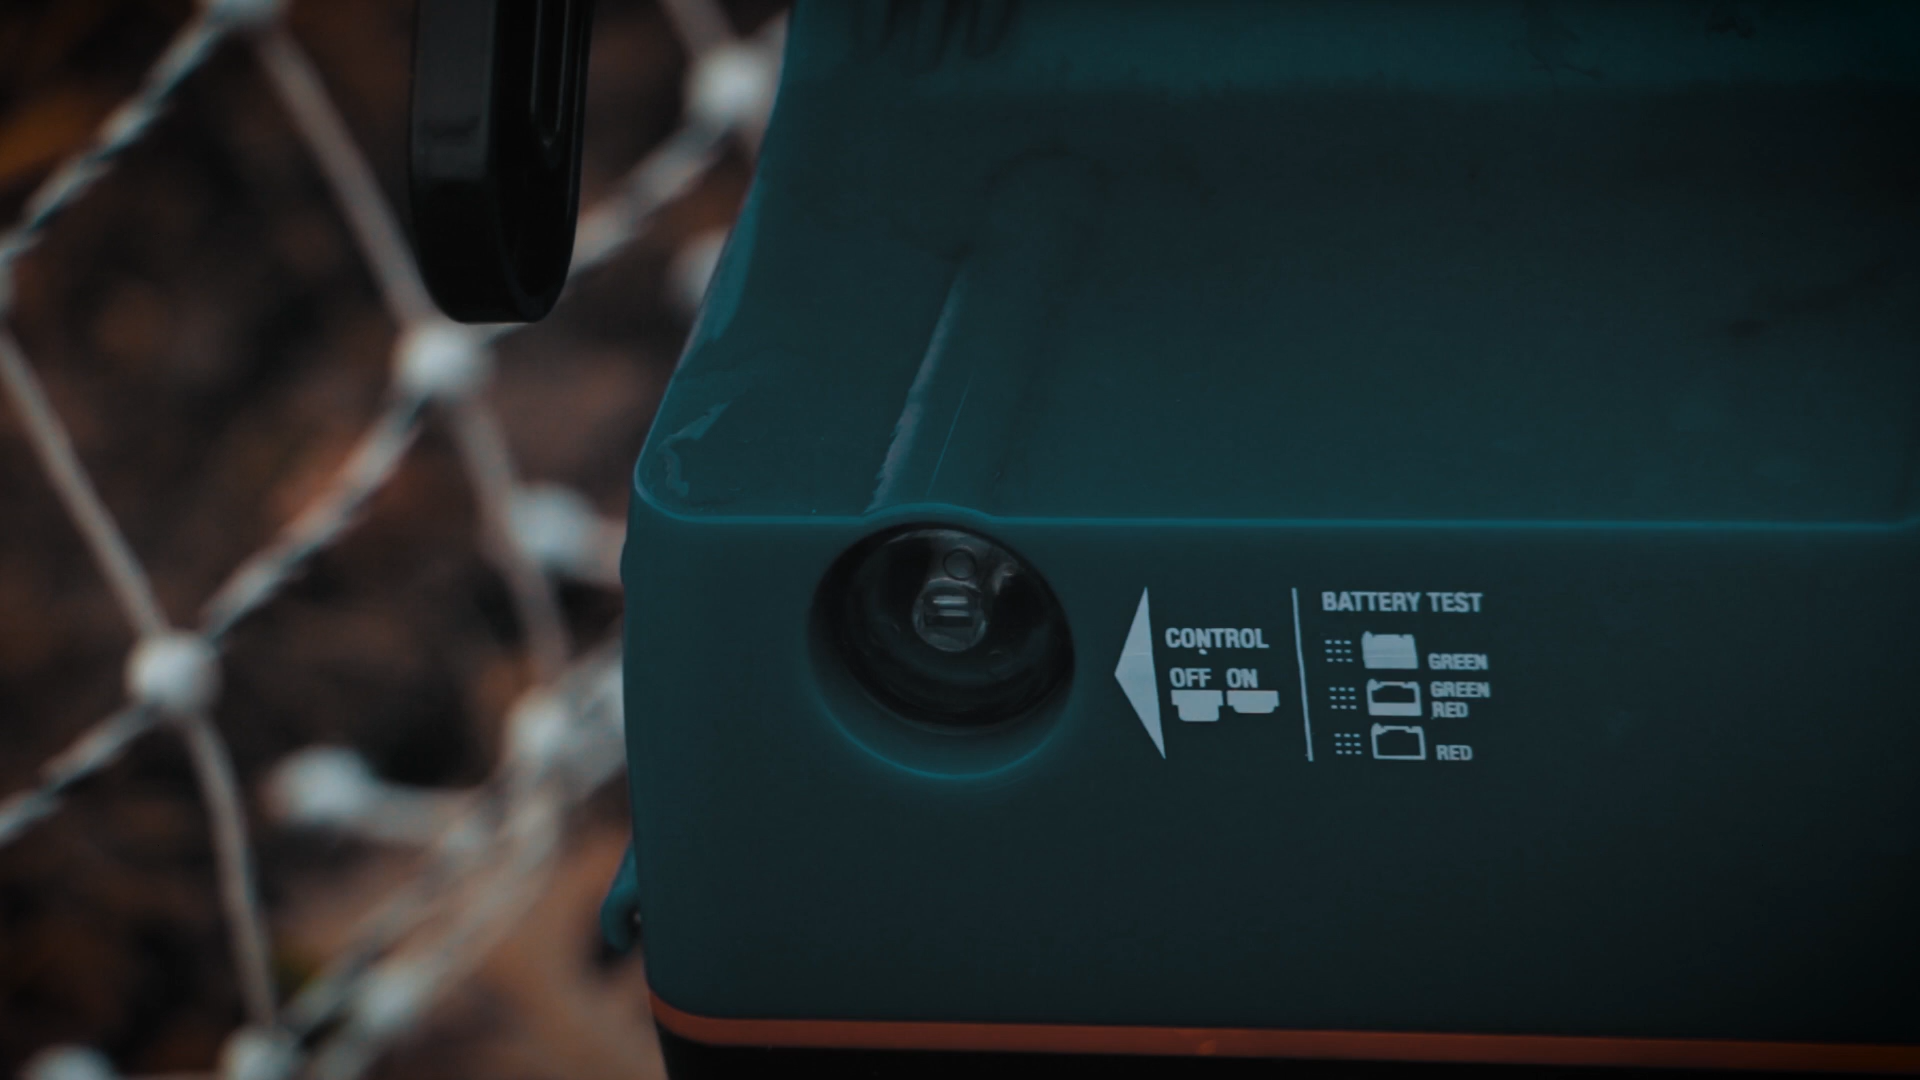 CONTROL
OFF ON
BATTERY TEST
GREEN
GREEN
RED
RED